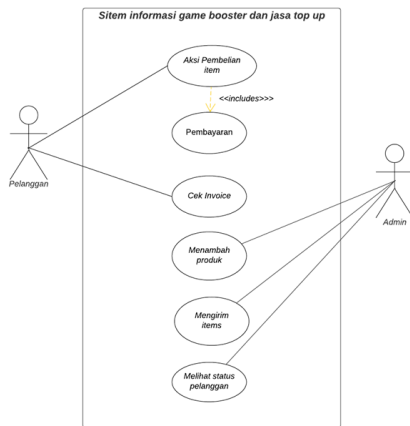 Sitem informasi game booster dan jasa top up
Aksi Pembelian
item
<<includes>>>
Pembayaran
Pelanggan
Cek Invoice
Admin
Menambah
produk
Mengirim
items
Melihat status
pelanggan